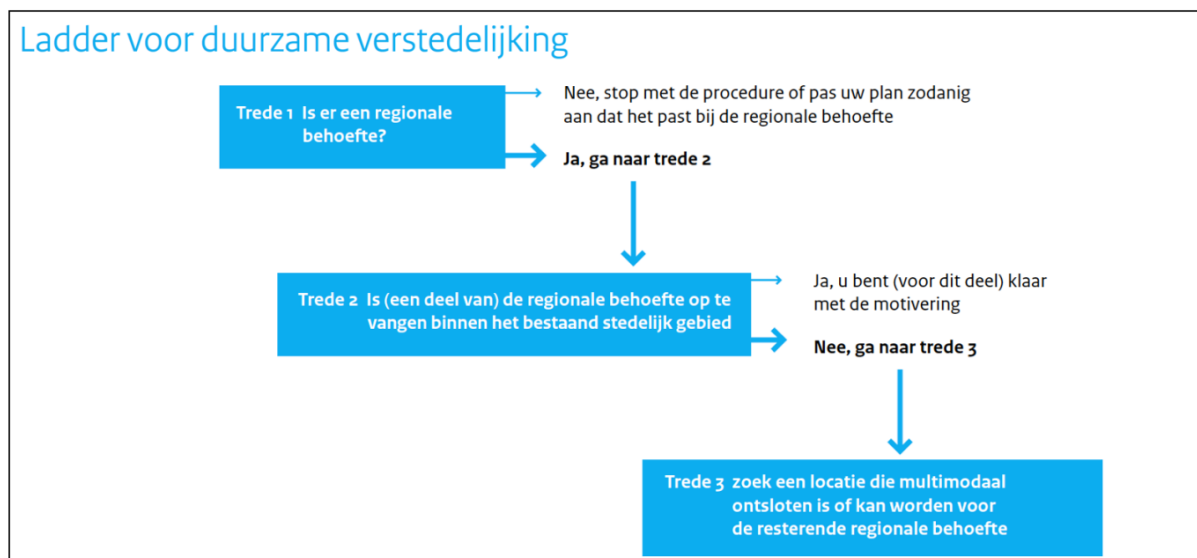 Ladder voor duurzame verstedelijking
Trede 1 Is er een regionale
behoefte?
Nee, stop met de procedure of pas uw plan zodanig
aan dat het past bij de regionale behoefte
Ja, ga naar trede 2
Trede 2 Is (een deel van) de regionale behoefte op te
vangen binnen het bestaand stedelijk gebied
Ja, u bent (voor dit deel) klaar
met de motivering
Nee, ga naar trede 3
Trede 3 zoek een locatie die multimodaal
ontsloten is of kan worden voor
de resterende regionale behoefte